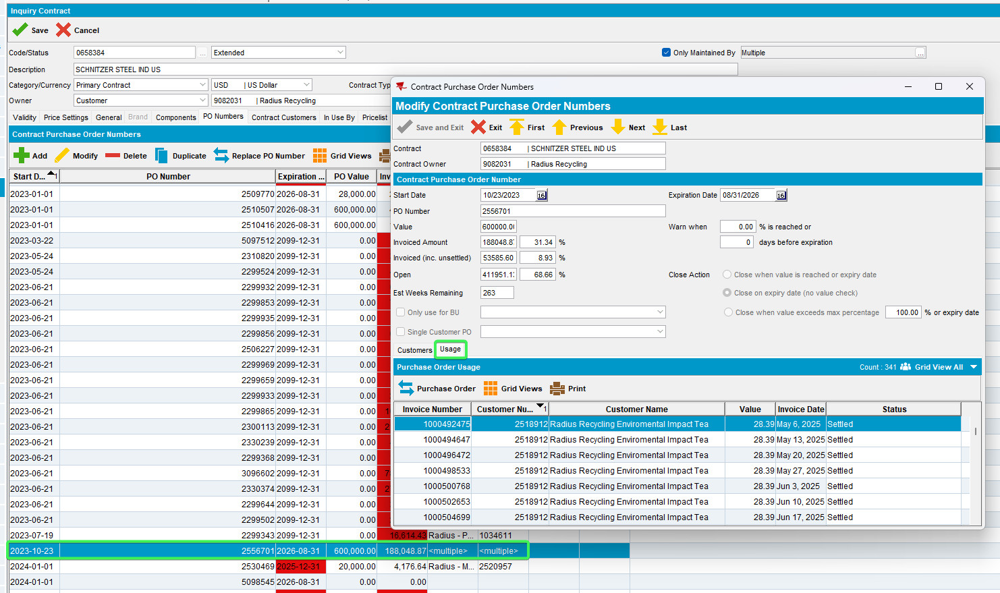 Inquiry Contract
Save Cancel
Code/Status 0658384 ... Extended Only Maintained By Multiple ...
Description SCHNITZER STEEL IND US
Category/Currency Primary Contract USD | US Dollar Contract Typ
Owner Customer 9082031 | Radius Recycling
Validity Price Settings General Brand Components PO Numbers Contract Customers In Use By Pricelist
Contract Purchase Order Numbers
Add Modify Delete Duplicate Replace PO Number Grid Views
Start D... 1 PO Number Expiration ... PO Value Inv
2023-01-01 2509770 2026-08-31 28,000.00
2023-01-01 2510507 2026-08-31 600,000.00
2023-01-01 2510416 2026-08-31 600,000.00
2023-03-22 5097512 2099-12-31 0.00
2023-05-24 2310820 2099-12-31 0.00
2023-06-21 2299524 2099-12-31 0.00
2023-06-21 2299932 2099-12-31 0.00
2023-06-21 2299853 2099-12-31 0.00
2023-06-21 2299935 2099-12-31 0.00
2023-06-21 2299856 2099-12-31 0.00
2023-06-21 2506227 2099-12-31 0.00
2023-06-21 2299969 2099-12-31 0.00
2023-06-21 2299659 2099-12-31 0.00
2023-06-21 2299933 2099-12-31 0.00
2023-06-21 2299865 2099-12-31 0.00
2023-06-21 2300113 2099-12-31 0.00
2023-06-21 2330239 2099-12-31 0.00
2023-06-21 2299368 2099-12-31 0.00
2023-06-21 3096602 2099-12-31 0.00
2023-06-21 2330374 2099-12-31 0.00
2023-06-21 2299644 2099-12-31 0.00
2023-06-21 2299502 2099-12-31 0.00
2023-07-19 2299343 2099-12-31 0.00 16,614.43 Radius - P... 1034611
2023-10-23 2556701 2026-08-31 600,000.00 188,048.87 <multiple> <multiple>
2024-01-01 2530469 2025-12-31 20,000.00 4,176.64 Radius - M... 2520957
2024-01-01 5098545 2026-08-31 0.00 0.00
Contract Purchase Order Numbers
Modify Contract Purchase Order Numbers
Save and Exit Exit First Previous Next Last
Contract 0658384 | SCHNITZER STEEL IND US
Contract Owner 9082031 | Radius Recycling
Contract Purchase Order Number
Start Date 10/23/2023 16 Expiration Date 08/31/2026 16
PO Number 2556701
Value 600000.0 Warn when 0.00 % is reached or
Invoiced Amount 188048.8 31.34 % 0 days before expiration
Invoiced (inc. unsettled) 53585.60 8.93 %
Open 411951.1 68.66 % Close Action Close when value is reached or expiry date
Est Weeks Remaining 263 Close on expiry date (no value check)
Only use for BU Close when value exceeds max percentage 100.00 % or expiry date
Single Customer PO
Customers Usage
Purchase Order Usage Count : 341 Grid View All
Purchase Order Grid Views Print
Invoice Number Customer Nu... 1 Customer Name Value Invoice Date Status
1000492475 2518912 Radius Recycling Enviromental Impact Tea 28.39 May 6, 2025 Settled
1000494647 2518912 Radius Recycling Enviromental Impact Tea 28.39 May 13, 2025 Settled
1000496472 2518912 Radius Recycling Enviromental Impact Tea 28.39 May 20, 2025 Settled
1000498533 2518912 Radius Recycling Enviromental Impact Tea 28.39 May 27, 2025 Settled
1000500768 2518912 Radius Recycling Enviromental Impact Tea 28.39 Jun 3, 2025 Settled
1000502653 2518912 Radius Recycling Enviromental Impact Tea 28.39 Jun 10, 2025 Settled
1000504699 2518912 Radius Recycling Enviromental Impact Tea 28.39 Jun 17, 2025 Settled